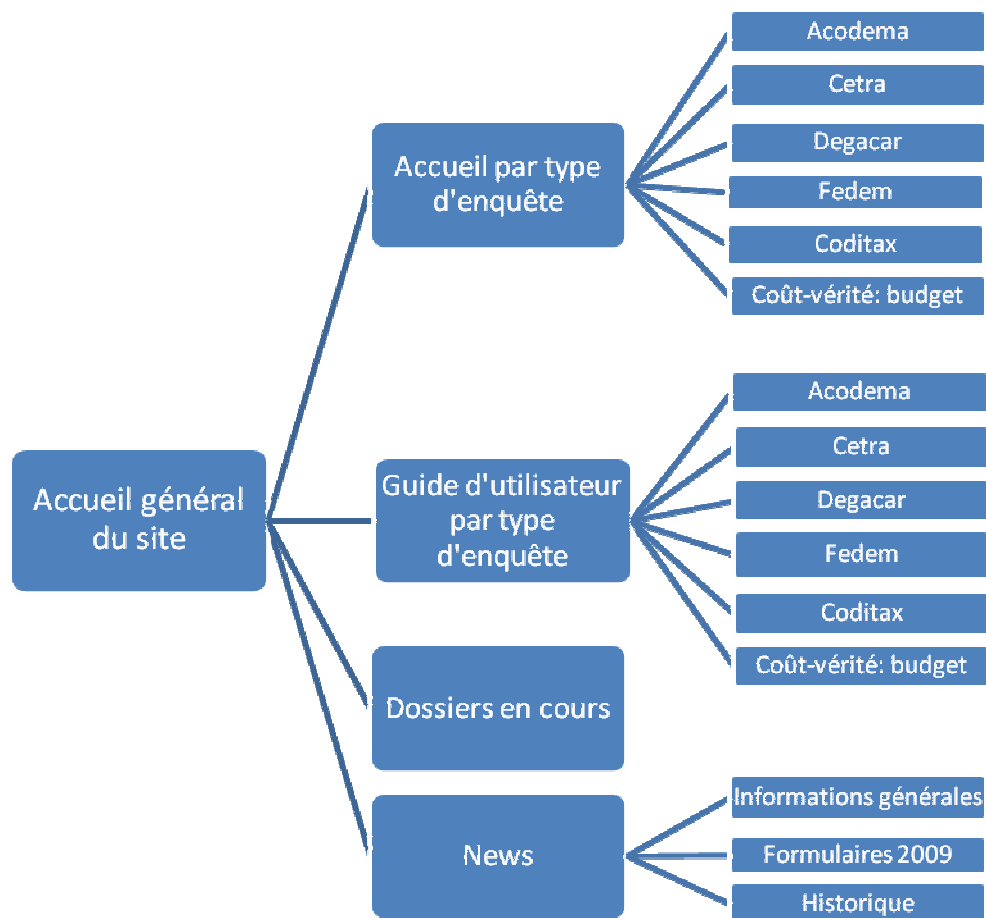 Accueil général
du site
Accueil par type
d'enquête
Acodema
Cetra
Degacar
Fedem
Coditax
Coût-vérité: budget
Guide d'utilisateur
par type
d'enquête
Acodema
Cetra
Degacar
Fedem
Coditax
Coût-vérité: budget
Dossiers en cours
News
Informations générales
Formulaires 2009
Historique